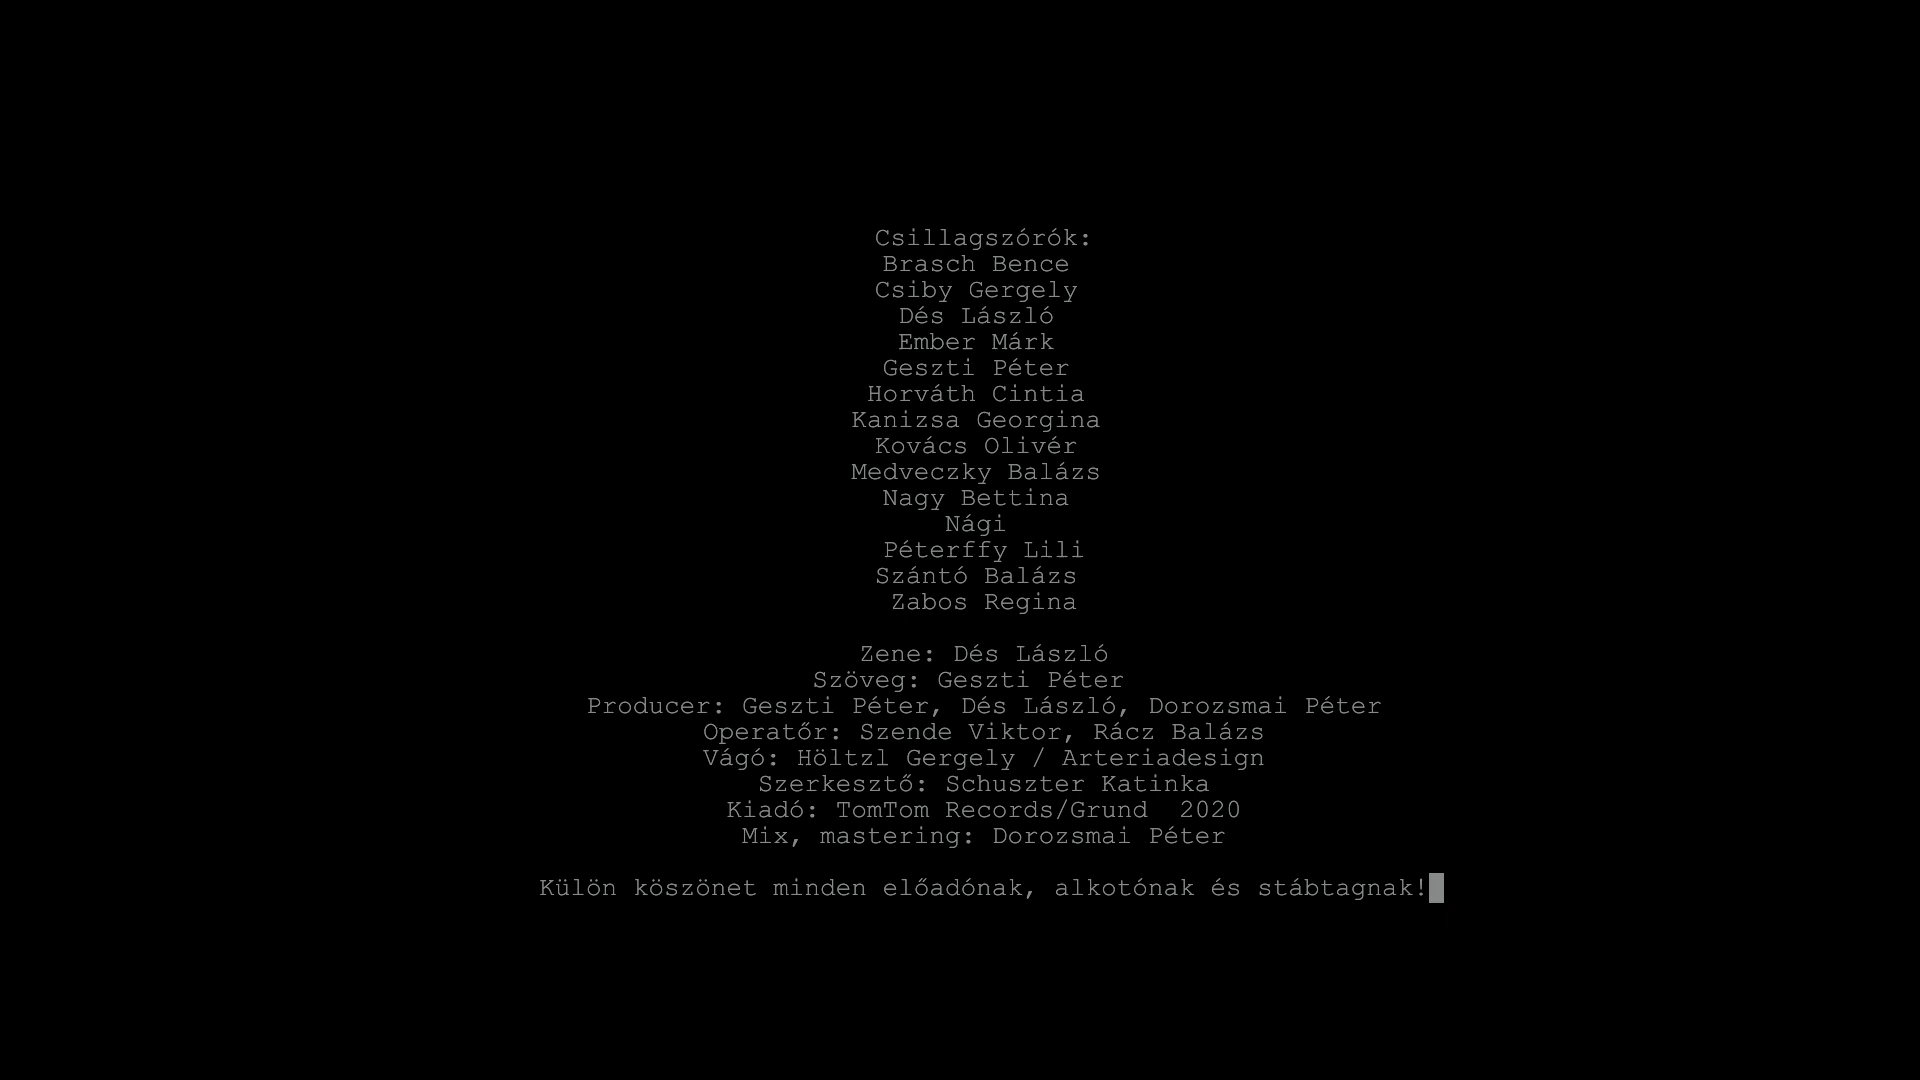 Csillagszórók:
Brasch Bence
Csiby Gergely
Dés László
Ember Márk
Geszti Péter
Horváth Cintia
Kanizsa Georgina
Kovács Olivér
Medveczky Balázs
Nagy Bettina
Nági
Péterffy Lili
Szántó Balázs
Zabos Regina
Zene: Dés László
Szöveg: Geszti Péter
Producer: Geszti Péter, Dés László, Dorozsmai Péter
Operatőr: Szende Viktor, Rácz Balázs
Vágó: Höltzl Gergely / Arteriadesign
Szerkesztő: Schuszter Katinka
Kiadó: TomTom Records/Grund  2020
Mix, mastering: Dorozsmai Péter
Külön köszönet minden előadónak, alkotónak és stábtagnak!